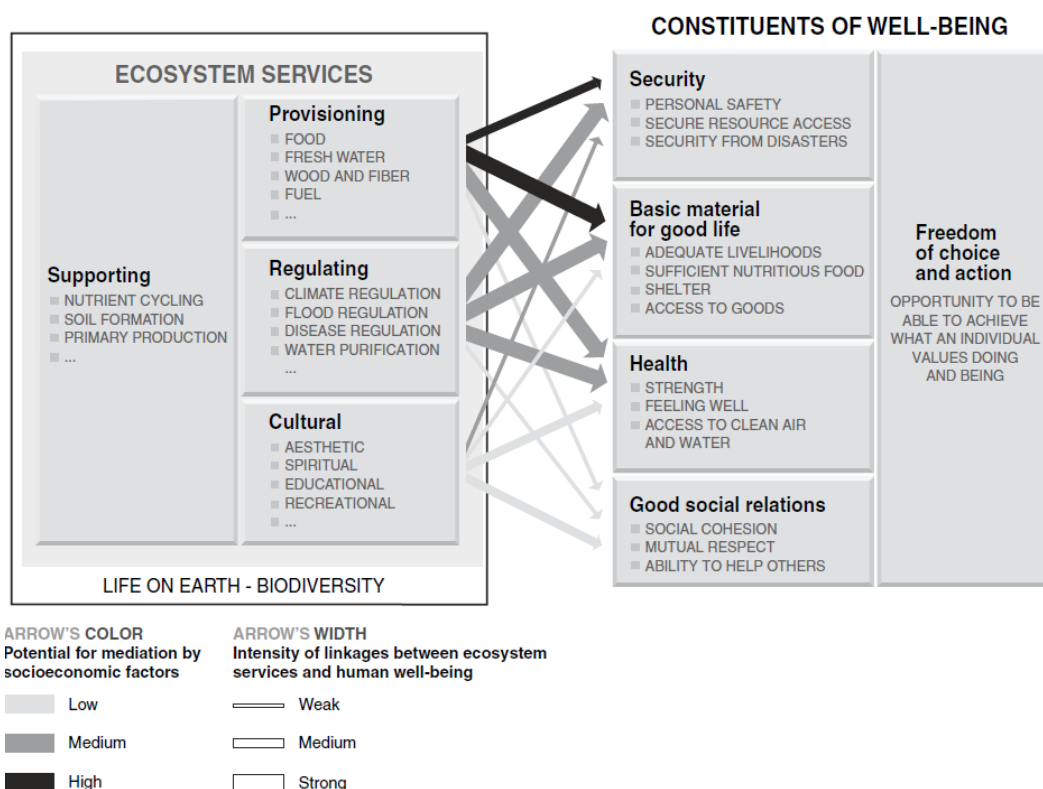 CONSTITUENTS OF WELL-BEING
ECOSYSTEM SERVICES
Supporting
NUTRIENT CYCLING
SOIL FORMATION
PRIMARY PRODUCTION
...
Provisioning
FOOD
FRESH WATER
WOOD AND FIBER
FUEL
...
Regulating
CLIMATE REGULATION
FLOOD REGULATION
DISEASE REGULATION
WATER PURIFICATION
...
Cultural
AESTHETIC
SPIRITUAL
EDUCATIONAL
RECREATIONAL
...
LIFE ON EARTH - BIODIVERSITY
Security
PERSONAL SAFETY
SECURE RESOURCE ACCESS
SECURITY FROM DISASTERS
Basic material
for good life
ADEQUATE LIVELIHOODS
SUFFICIENT NUTRITIOUS FOOD
SHELTER
ACCESS TO GOODS
Health
STRENGTH
FEELING WELL
ACCESS TO CLEAN AIR
AND WATER
Good social relations
SOCIAL COHESION
MUTUAL RESPECT
ABILITY TO HELP OTHERS
Freedom
of choice
and action
OPPORTUNITY TO BE
ABLE TO ACHIEVE
WHAT AN INDIVIDUAL
VALUES DOING
AND BEING
ARROW'S COLOR
Potential for mediation by
socioeconomic factors
Low
Medium
High
ARROW'S WIDTH
Intensity of linkages between ecosystem
services and human well-being
Weak
Medium
Strong